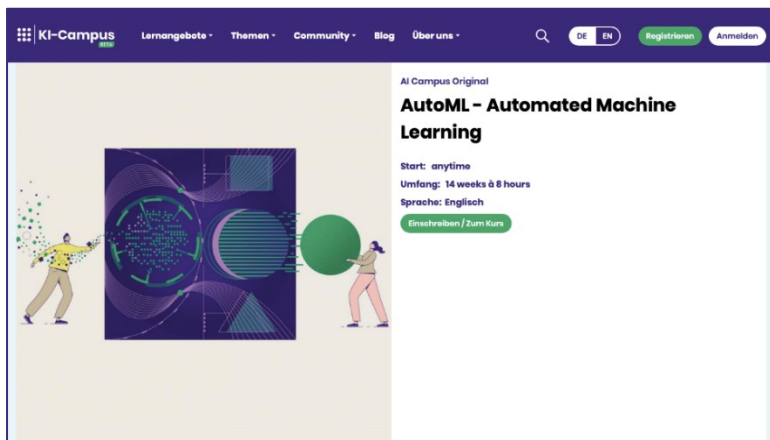 KI-Campus
BETA
Lernangebote
Themen
Community
Blog
Über uns
DE
EN
Registrieren
Anmelden
AI Campus Original
AutoML - Automated Machine
Learning
Start: anytime
Umfang: 14 weeks à 8 hours
Sprache: Englisch
Einschreiben / Zum Kurs